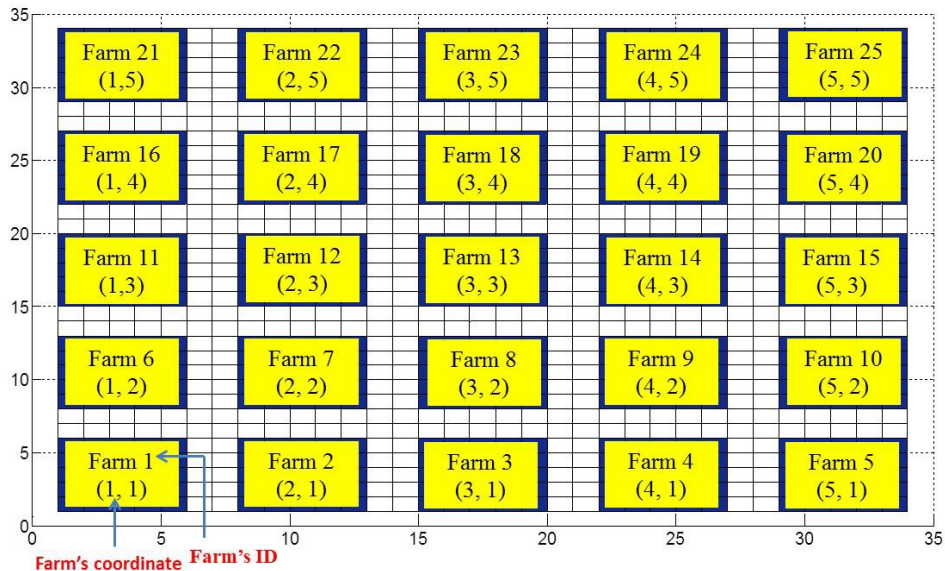 35
Farm 21 Farm 22 Farm 23 Farm 24 Farm 25
(1,5) (2, 5) (3, 5) (4, 5) (5, 5)
30
25
Farm 16 Farm 17 Farm 18 Farm 19 Farm 20
(1, 4) (2, 4) (3, 4) (4, 4) (5, 4)
20
Farm 11 Farm 12 Farm 13 Farm 14 Farm 15
(1,3) (2, 3) (3, 3) (4, 3) (5, 3)
15
Farm 6 Farm 7 Farm 8 Farm 9 Farm 10
10
(1, 2) (2, 2) (3, 2) (4, 2) (5, 2)
5
Farm 1 Farm 2 Farm 3 Farm 4 Farm 5
(1, 1) (2, 1) (3, 1) (4, 1) (5, 1)
0
0 5 10 15 20 25 30 35
Farm's coordinate Farm's ID